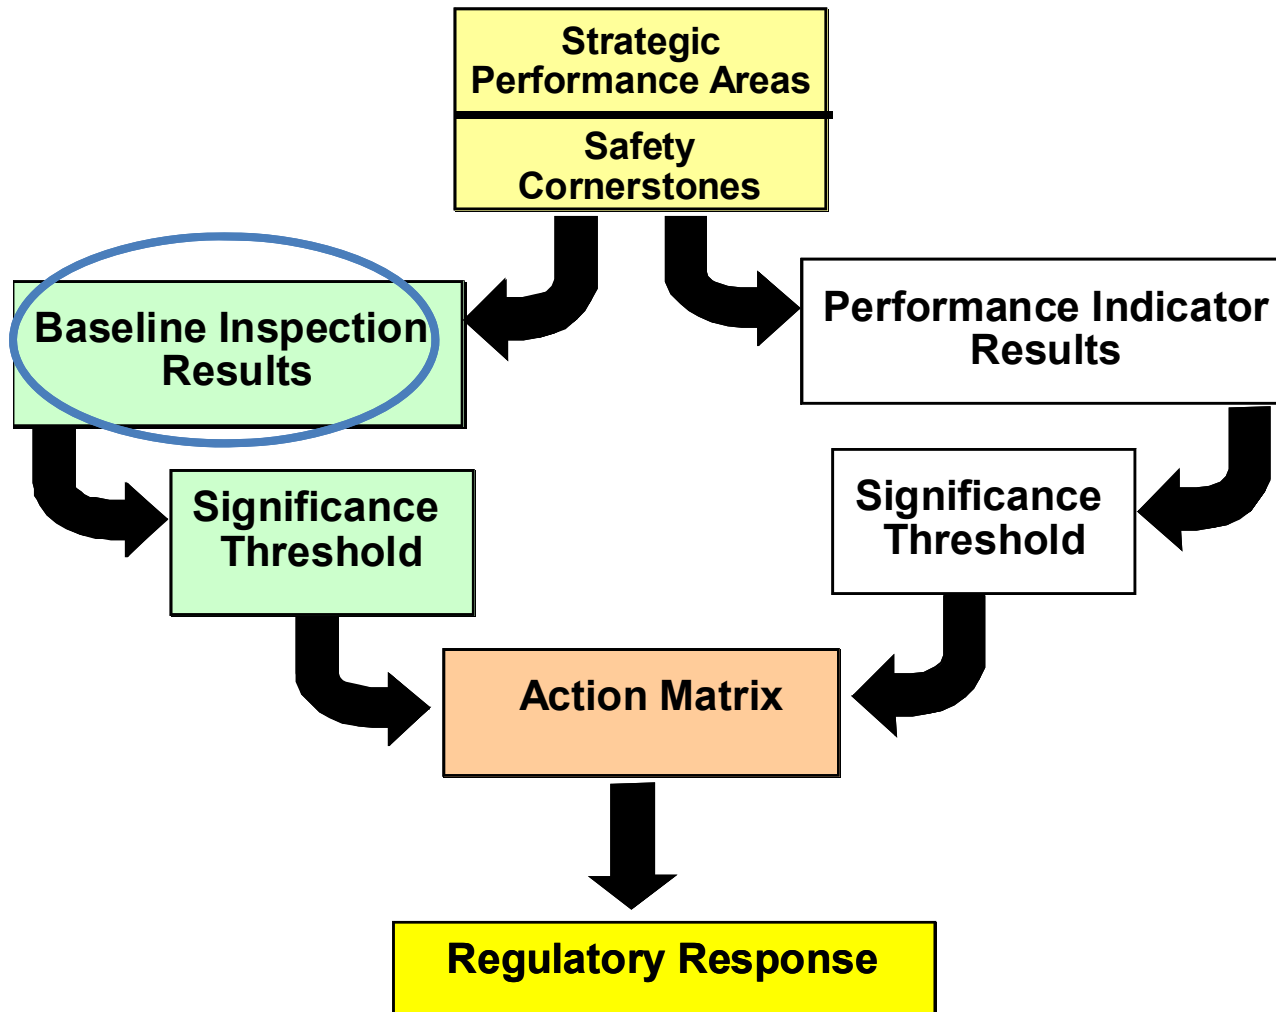 Strategic
Performance Areas
Safety
Cornerstones
Baseline Inspection
Results
Performance Indicator
Results
Significance
Threshold
Significance
Threshold
Action Matrix
Regulatory Response